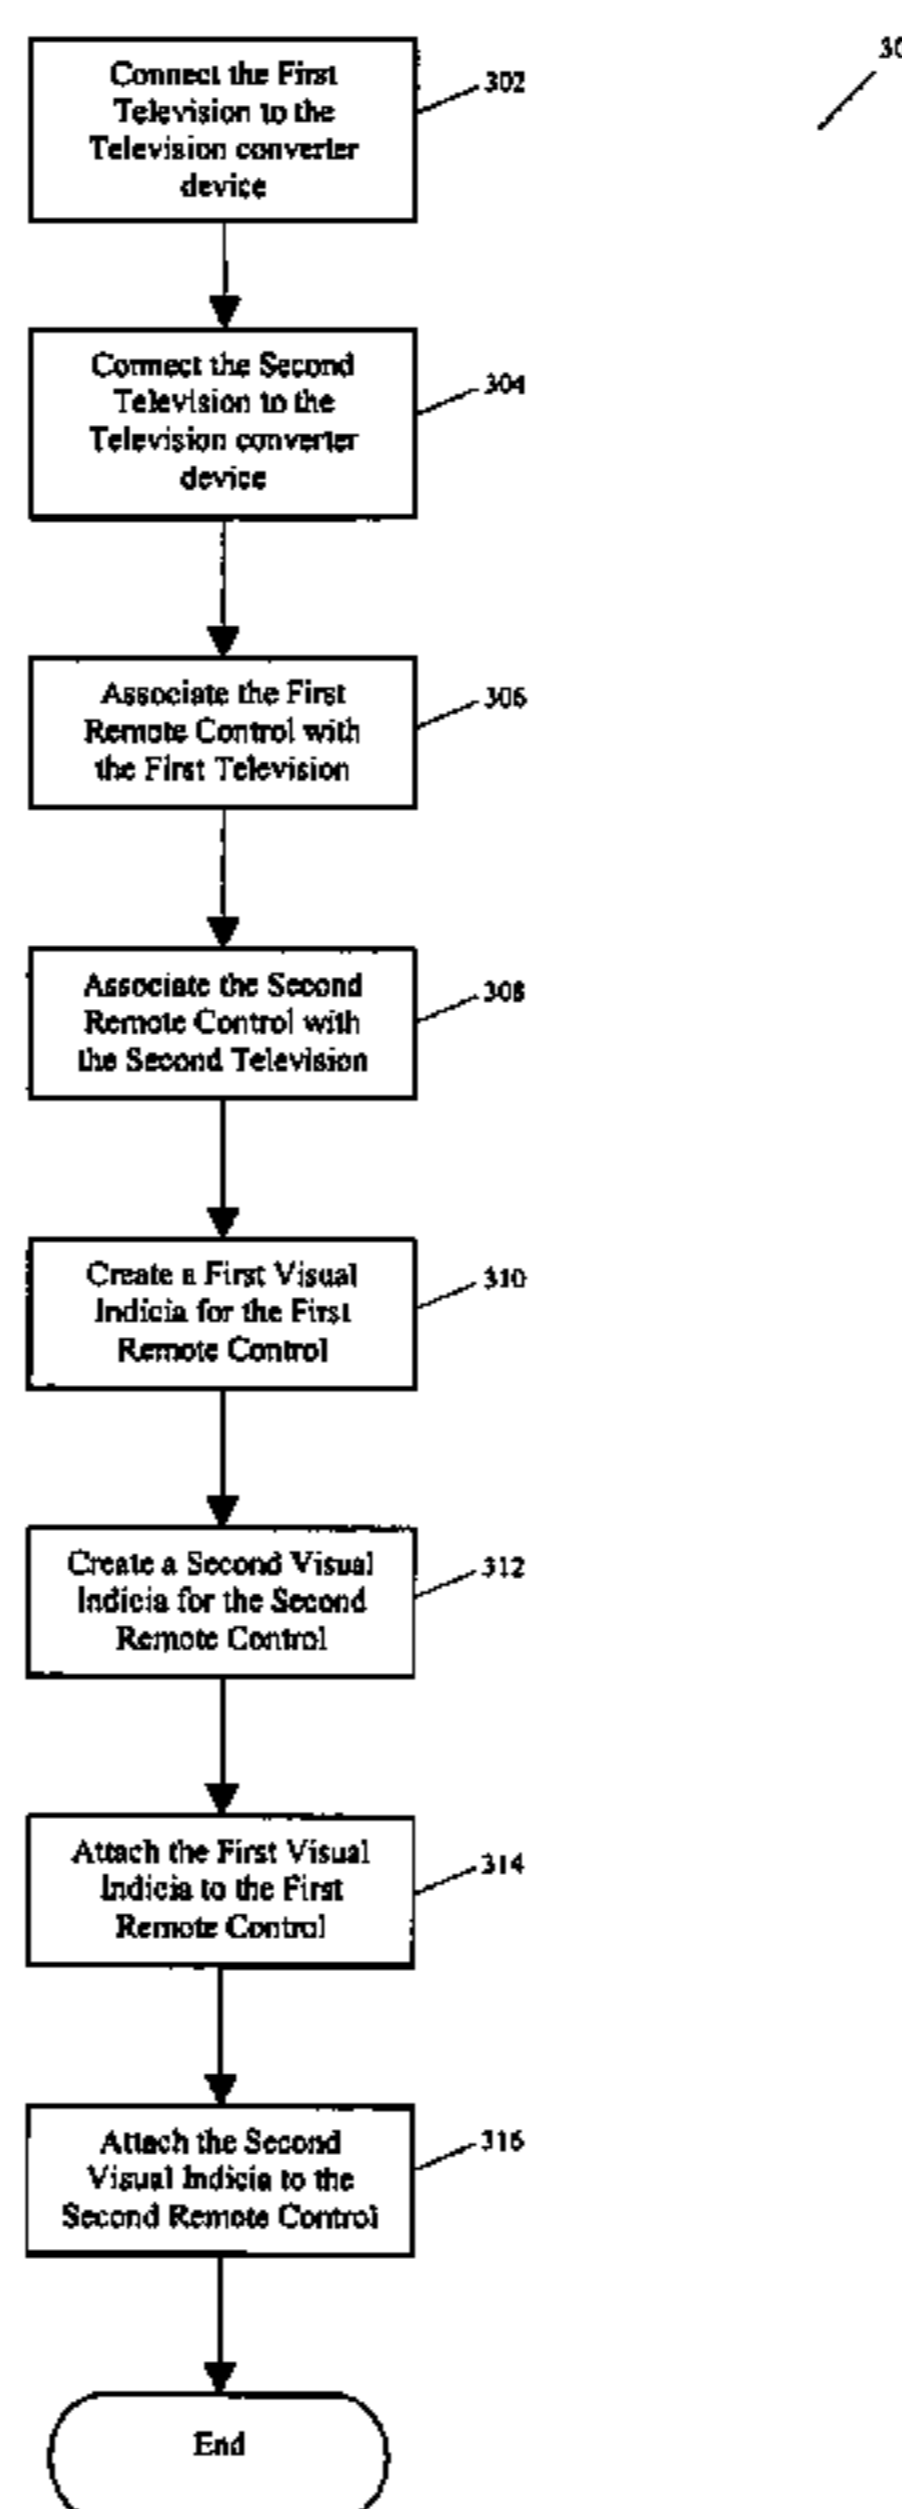 Connect the First
Television to the
Television converter
device
302
Connect the Second
Television to the
Television converter
device
304
Associate the First
Remote Control with
the First Television
306
Associate the Second
Remote Control with
the Second Television
308
Create a First Visual
Indicia for the First
Remote Control
310
Create a Second Visual
Indicia for the Second
Remote Control
312
Attach the First Visual
Indicia to the First
Remote Control
314
Attach the Second
Visual Indicia to the
Second Remote Control
316
End